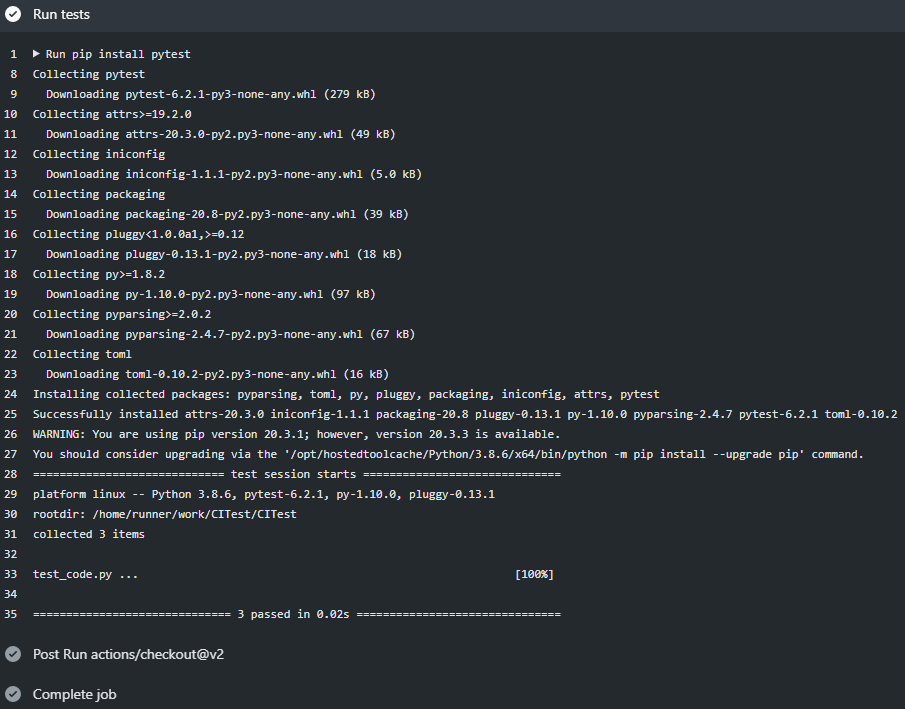 Run tests
1 ▶ Run pip install pytest
8 Collecting pytest
9 Downloading pytest-6.2.1-py3-none-any.whl (279 kB)
10 Collecting attrs>=19.2.0
11 Downloading attrs-20.3.0-py2.py3-none-any.whl (49 kB)
12 Collecting iniconfig
13 Downloading iniconfig-1.1.1-py2.py3-none-any.whl (5.0 kB)
14 Collecting packaging
15 Downloading packaging-20.8-py2.py3-none-any.whl (39 kB)
16 Collecting pluggy<1.0.0a1,>=0.12
17 Downloading pluggy-0.13.1-py2.py3-none-any.whl (18 kB)
18 Collecting py>=1.8.2
19 Downloading py-1.10.0-py2.py3-none-any.whl (97 kB)
20 Collecting pyparsing>=2.0.2
21 Downloading pyparsing-2.4.7-py2.py3-none-any.whl (67 kB)
22 Collecting toml
23 Downloading toml-0.10.2-py2.py3-none-any.whl (16 kB)
24 Installing collected packages: pyparsing, toml, py, pluggy, packaging, iniconfig, attrs, pytest
25 Successfully installed attrs-20.3.0 iniconfig-1.1.1 packaging-20.8 pluggy-0.13.1 py-1.10.0 pyparsing-2.4.7 pytest-6.2.1 toml-0.10.2
26 WARNING: You are using pip version 20.3.1; however, version 20.3.3 is available.
27 You should consider upgrading via the '/opt/hostedtoolcache/Python/3.8.6/x64/bin/python -m pip install --upgrade pip' command.
28 ============================= test session starts ==============================
29 platform linux -- Python 3.8.6, pytest-6.2.1, py-1.10.0, pluggy-0.13.1
30 rootdir: /home/runner/work/CITest/CITest
31 collected 3 items
32
33 test_code.py ... [100%]
34
35 ============================== 3 passed in 0.02s ===============================
Post Run actions/checkout@v2
Complete job